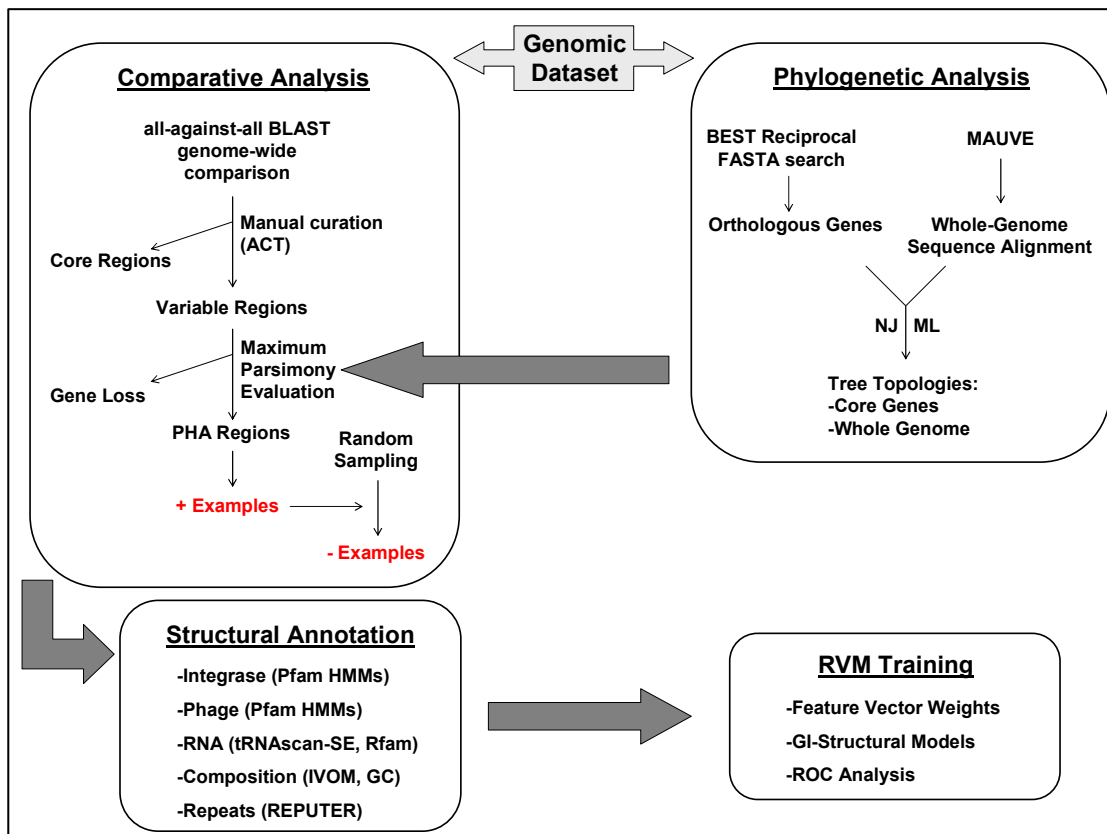 Genomic
Dataset
Comparative Analysis
all-against-all BLAST
genome-wide
comparison
Manual curation
(ACT)
Core Regions
Variable Regions
Maximum
Parsimony
Evaluation
Gene Loss
PHA Regions
Random
Sampling
+ Examples
- Examples
Phylogenetic Analysis
BEST Reciprocal
FASTA search
MAUVE
Orthologous Genes
Whole-Genome
Sequence Alignment
NJ ML
Tree Topologies:
-Core Genes
-Whole Genome
Structural Annotation
-Integrase (Pfam HMMs)
-Phage (Pfam HMMs)
-RNA (tRNAscan-SE, Rfam)
-Composition (IVOM, GC)
-Repeats (REPUTER)
RVM Training
-Feature Vector Weights
-GI-Structural Models
-ROC Analysis